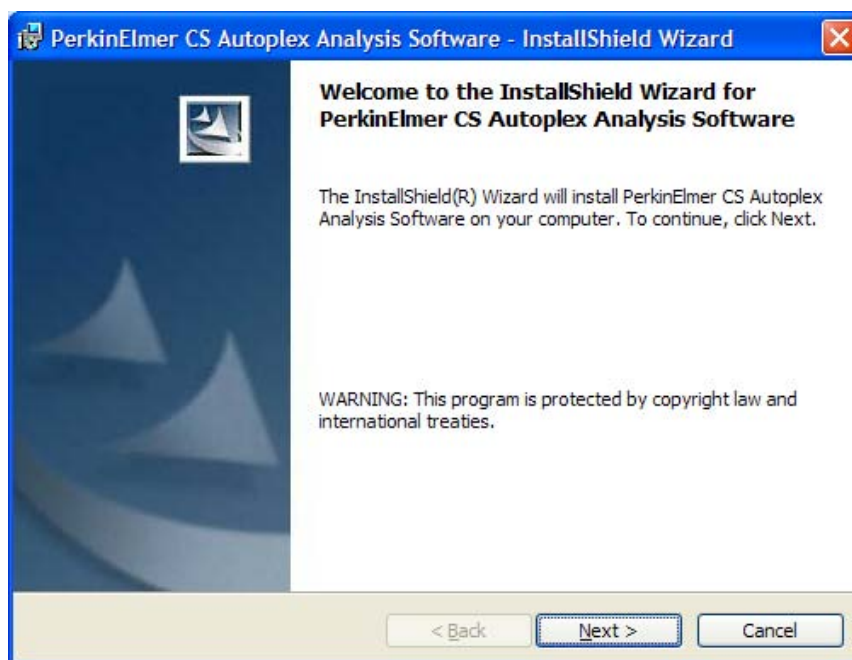 PerkinElmer CS Autoplex Analysis Software - InstallShield Wizard
Welcome to the InstallShield Wizard for
PerkinElmer CS Autoplex Analysis Software
The InstallShield(R) Wizard will install PerkinElmer CS Autoplex
Analysis Software on your computer. To continue, click Next.
WARNING: This program is protected by copyright law and
international treaties.
< Back
Next >
Cancel